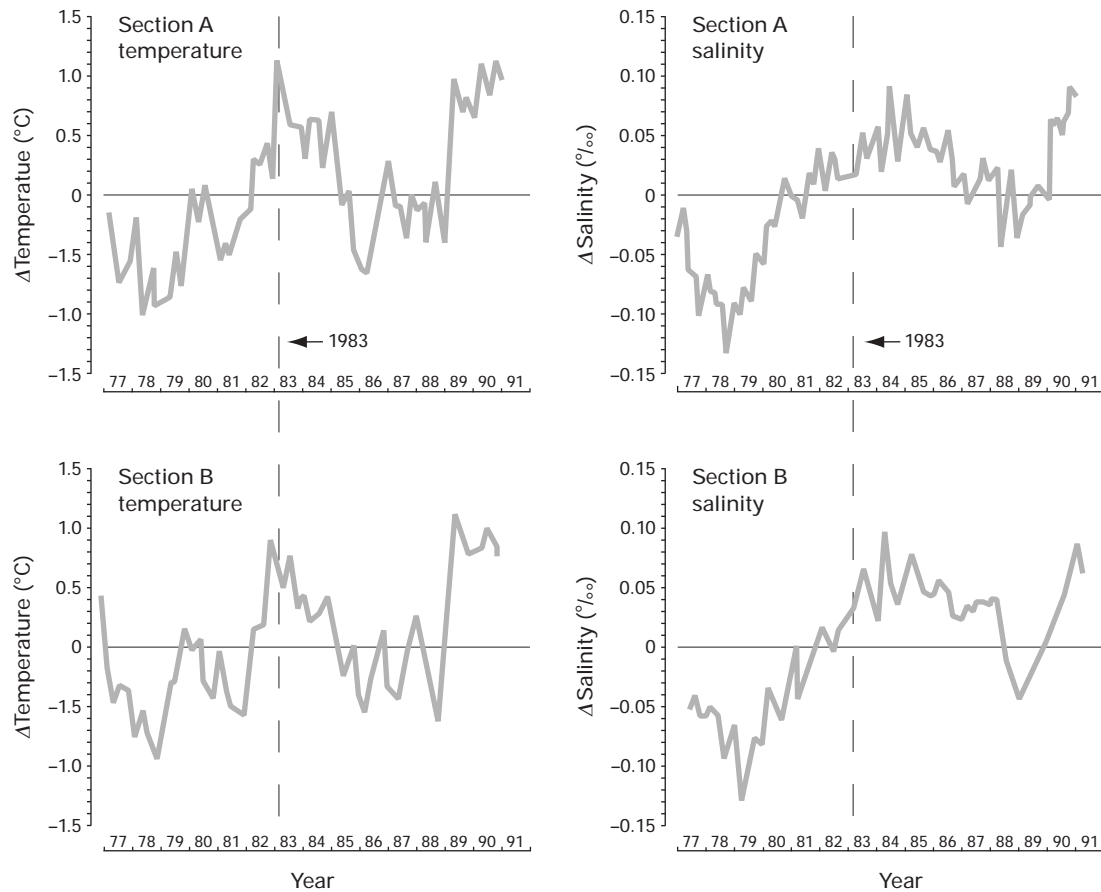 Section A
temperature
ΔTemperatue (°C)
1.5
1.0
0.5
0
–1.5
–1.0
–1.5
1983
77 78 79 80 81 82 83 84 85 86 87 88 89 90 91
Section A
salinity
ΔSalinity (°/oo)
0.15
0.10
0.05
0
–0.05
–0.10
–0.15
1983
77 78 79 80 81 82 83 84 85 86 87 88 89 90 91
Section B
temperature
ΔTemperature (°C)
1.5
1.0
0.5
0
–1.5
–1.0
–1.5
77 78 79 80 81 82 83 84 85 86 87 88 89 90 91
Year
Section B
salinity
ΔSalinity (°/oo)
0.15
0.10
0.05
0
–0.05
–0.10
–0.15
77 78 79 80 81 82 83 84 85 86 87 88 89 90 91
Year